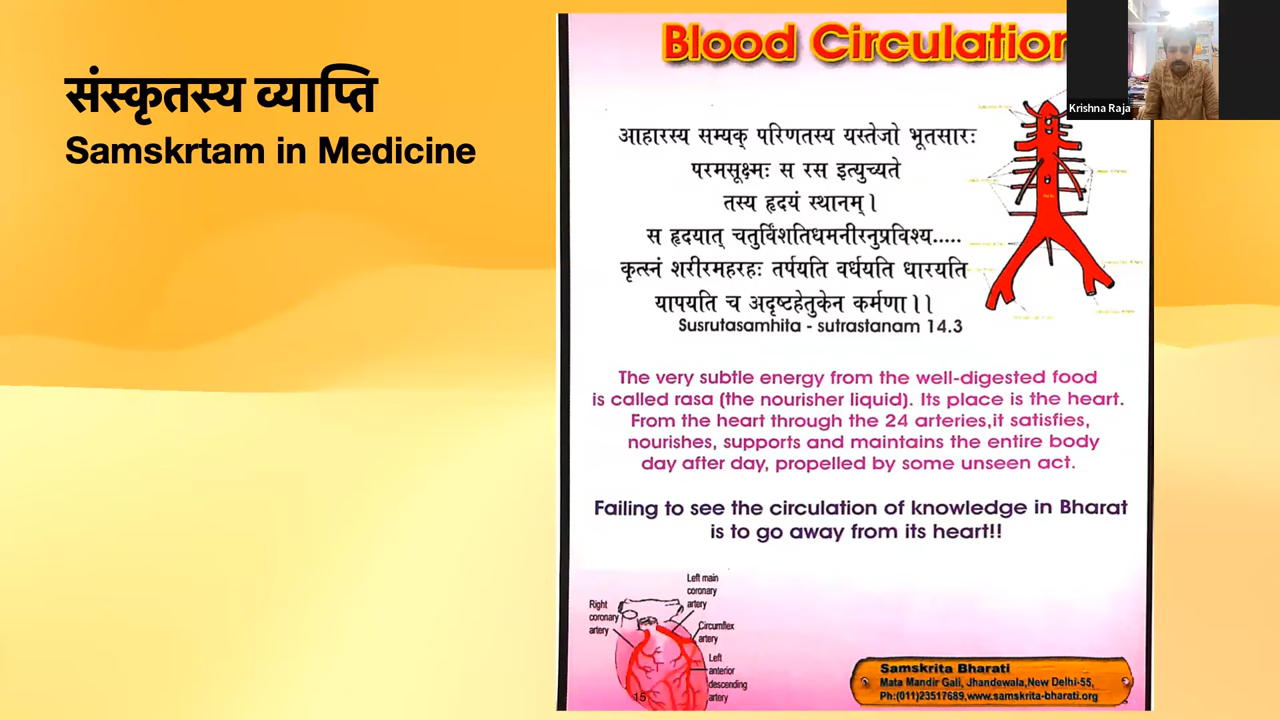 संस्कृतस्य व्याप्ति
Samskrtam in Medicine
Blood Circulation
Krishna Raja
आहारस्य सम्यक् परिणतस्य यस्तेजो भूतसारः
परमसूक्ष्मः स रस इत्युच्यते
तस्य हृदयं स्थानम्।
स हृदयात् चतुर्विंशतिधमनीरनुप्रविश्य.....
कृत्स्नं शरीरमहरहः तर्पयति वर्धयति धारयति
यापयति च अदृष्टहेतुकेन कर्मणा।।
Susrutasamhita - sutrastanam 14.3
The very subtle energy from the well-digested food
is called rasa (the nourisher liquid). Its place is the heart.
From the heart through the 24 arteries,it satisfies,
nourishes, supports and maintains the entire body
day after day, propelled by some unseen act.
Failing to see the circulation of knowledge in Bharat
is to go away from its heart!!
Left main
coronary
artery
Right
coronary
artery
Circumflex
artery
Left
anterior
descending
artery
15
Samskrita Bharati
Mata Mandir Gali, Jhandewala,New Delhi-55,
Ph:(011)23517689,www.samskrita-bharati.org